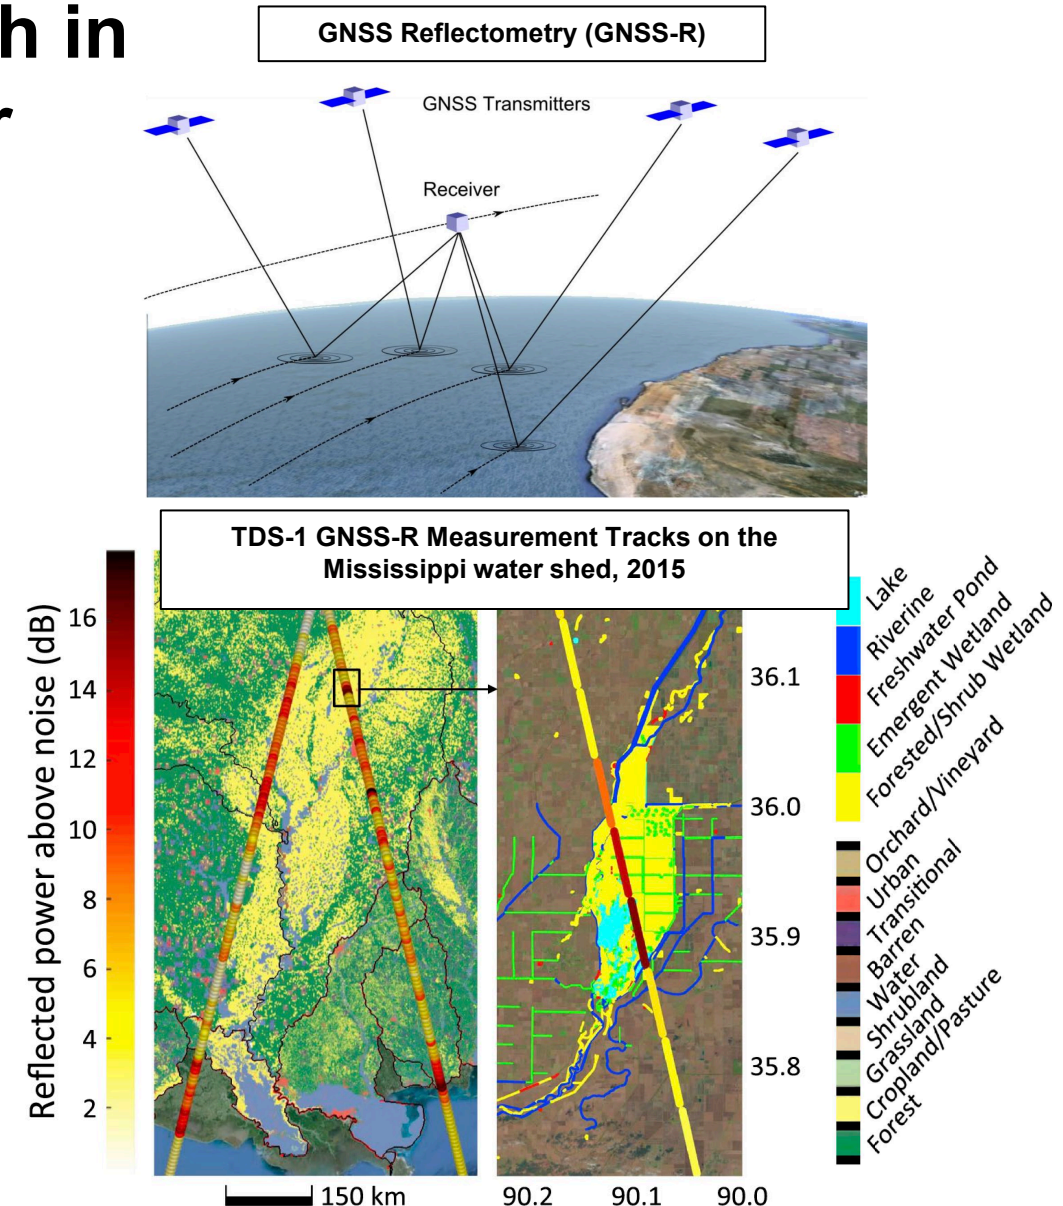 h in
r
GNSS Reflectometry (GNSS-R)
GNSS Transmitters
Receiver
TDS-1 GNSS-R Measurement Tracks on the
Mississippi water shed, 2015
Reflected power above noise (dB)
16
14
12
10
8
6
4
2
150 km
36.1
36.0
35.9
35.8
90.2
90.1
90.0
Lake
Riverine
Freshwater Pond
Emergent Wetland
Forested/Shrub Wetland
Orchard/Vineyard
Urban
Transitional
Barren
Water
Shrubland
Grassland
Cropland/Pasture
Forest